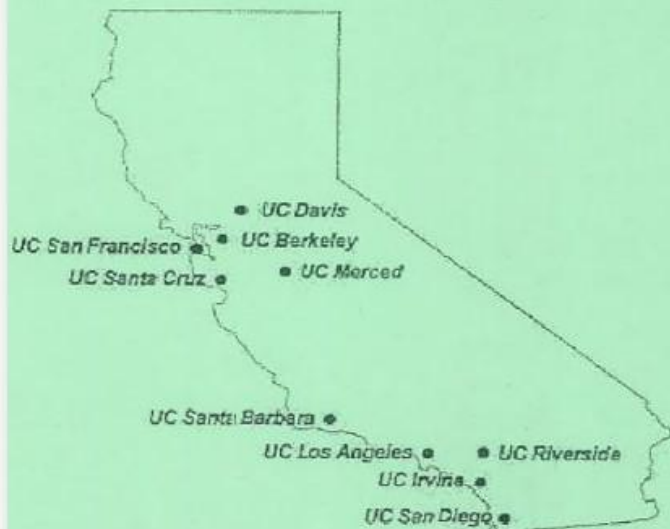 UC Davis
UC Berkeley
UC San Francisco
UC Merced
UC Santa Cruz
UC Santa Barbara
UC Los Angeles
UC Riverside
UC Irvine
UC San Diego